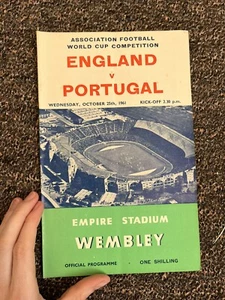 ASSOCIATION FOOTBALL
WORLD CUP COMPETITION
ENGLAND
v
PORTUGAL
WEDNESDAY, OCTOBER 25th, 1961 KICK-OFF 2.30 p.m.
EMPIRE STADIUM
WEMBLEY
OFFICIAL PROGRAMME · ONE SHILLING